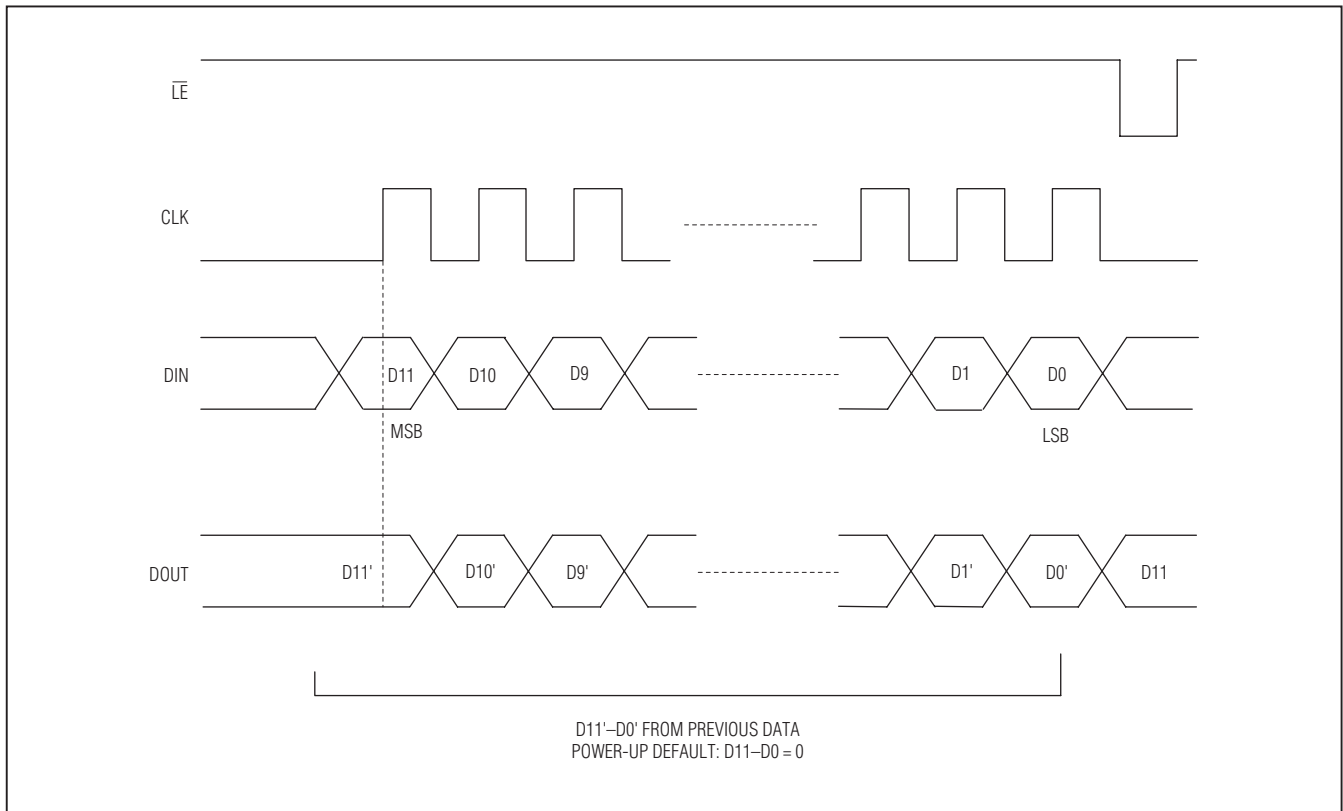 L̅E̅
CLK
DIN
D11
D10
D9
D1
D0
MSB
LSB
DOUT
D11'
D10'
D9'
D1'
D0'
D11
D11'–D0' FROM PREVIOUS DATA
POWER-UP DEFAULT: D11–D0 = 0